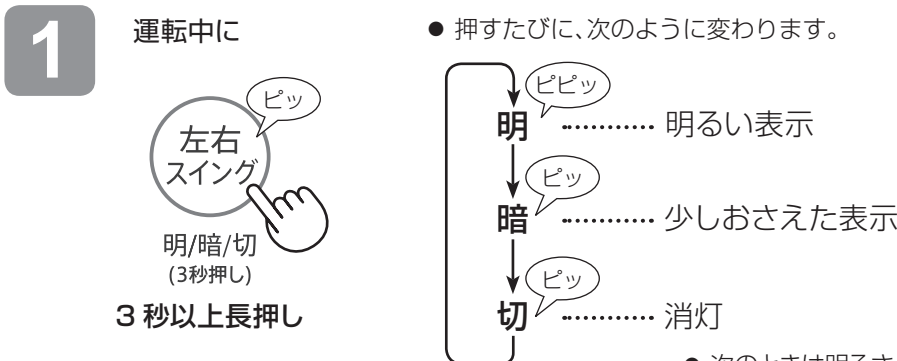 1
運転中に
ピッ
左右
スイング
明/暗/切
(3秒押し)
3 秒以上長押し
● 押すたびに、次のように変わります。
ピピッ
明 ………… 明るい表示
ピッ
暗 ………… 少しおさえた表示
ピッ
切 ………… 消灯